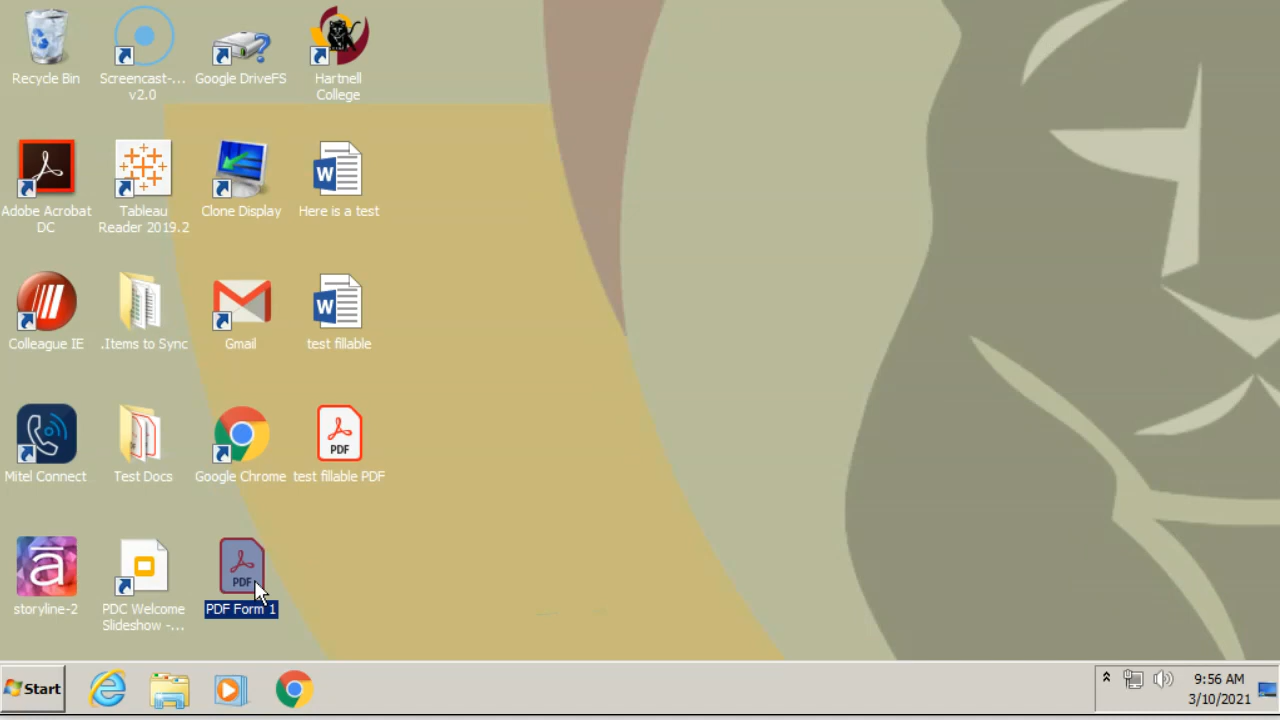 Recycle Bin
Screencast-...
v2.0
Google DriveFS
Hartnell
College
Adobe Acrobat
DC
Tableau
Reader 2019.2
Clone Display
W
Here is a test
Colleague IE
.Items to Sync
Gmail
W
test fillable
Mitel Connect
Test Docs
Google Chrome
PDF
test fillable PDF
ā
storyline-2
PDC Welcome
Slideshow -...
PDF
PDF Form 1
Start
9:56 AM
3/10/2021